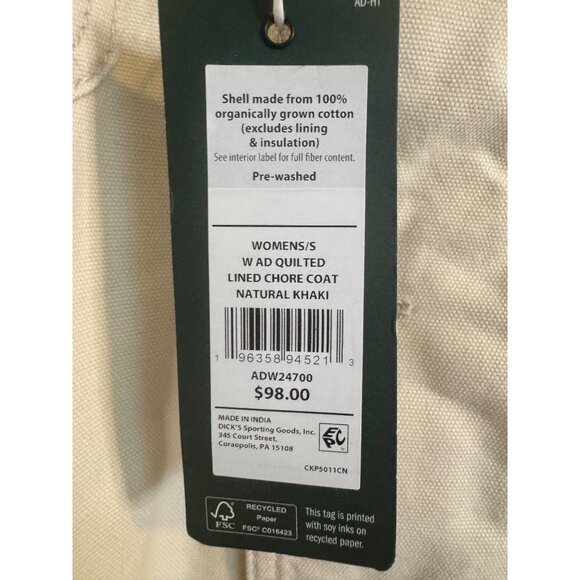 AD-H1
Shell made from 100%
organically grown cotton
(excludes lining
& insulation)
See interior label for full fiber content.
Pre-washed
WOMENS/S
W AD QUILTED
LINED CHORE COAT
NATURAL KHAKI
1 96358 94521 3
ADW24700
$98.00
MADE IN INDIA
DICK'S Sporting Goods, Inc.
345 Court Street,
Coraopolis, PA 15108
EPC
CKP5011CN
FSC
RECYCLED
Paper
FSC® C016423
This tag is printed
with soy inks on
recycled paper.